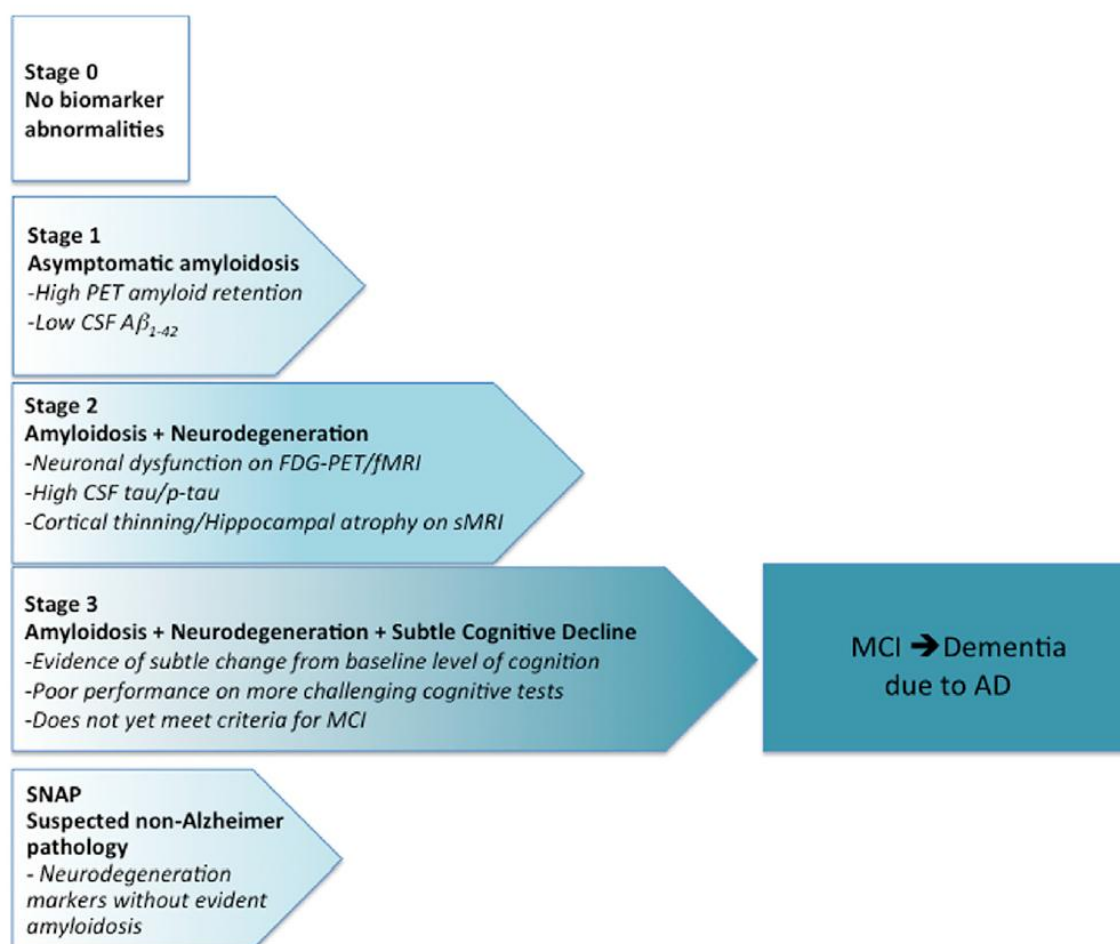 Stage 0
No biomarker
abnormalities
Stage 1
Asymptomatic amyloidosis
-High PET amyloid retention
-Low CSF Aβ1-42
Stage 2
Amyloidosis + Neurodegeneration
-Neuronal dysfunction on FDG-PET/fMRI
-High CSF tau/p-tau
-Cortical thinning/Hippocampal atrophy on sMRI
Stage 3
Amyloidosis + Neurodegeneration + Subtle Cognitive Decline
-Evidence of subtle change from baseline level of cognition
-Poor performance on more challenging cognitive tests
-Does not yet meet criteria for MCI
MCI ➔ Dementia
due to AD
SNAP
Suspected non-Alzheimer
pathology
- Neurodegeneration
markers without evident
amyloidosis